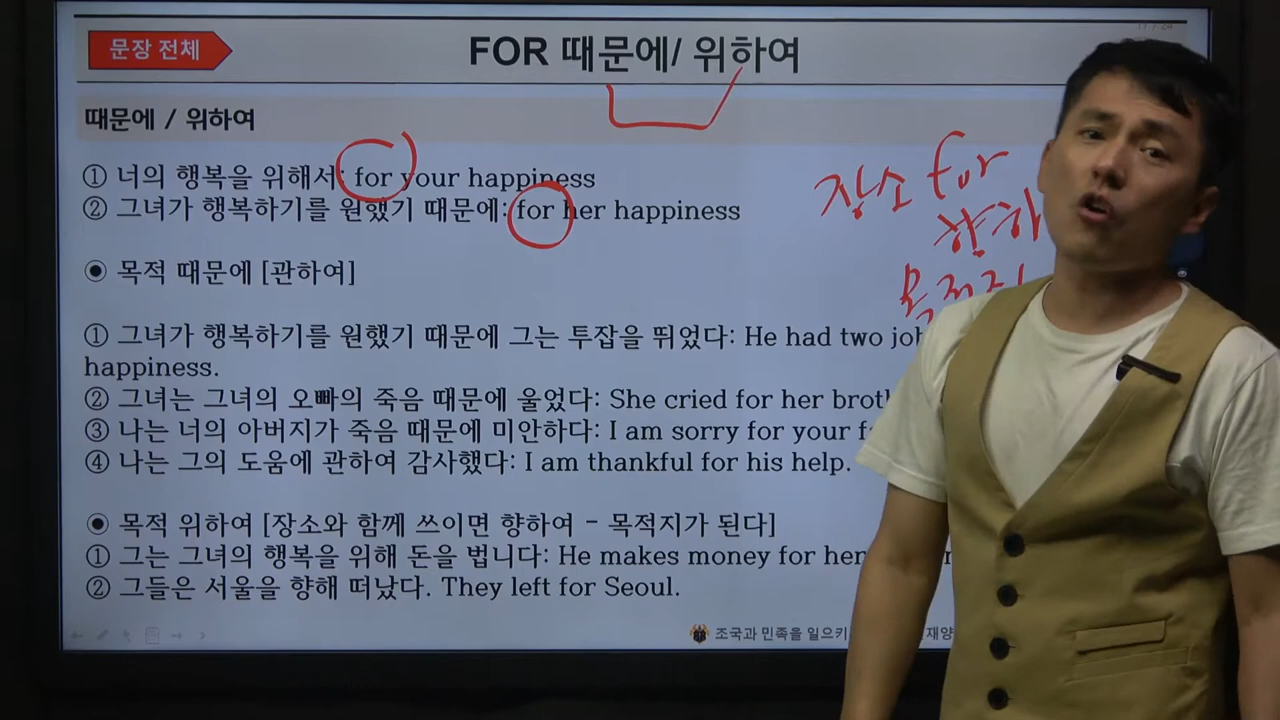 문장 전체
FOR 때문에/ 위하여
때문에 / 위하여
① 너의 행복을 위해서: for your happiness
② 그녀가 행복하기를 원했기 때문에: for her happiness
장소 for
향하
목적지
◉ 목적 때문에 [관하여]
① 그녀가 행복하기를 원했기 때문에 그는 투잡을 뛰었다: He had two
happiness.
② 그녀는 그녀의 오빠의 죽음 때문에 울었다: She cried for her
③ 나는 너의 아버지가 죽음 때문에 미안하다: I am sorry for your
④ 나는 그의 도움에 관하여 감사했다: I am thankful for his help.
◉ 목적 위하여 [장소와 함께 쓰이면 향하여 - 목적지가 된다]
① 그는 그녀의 행복을 위해 돈을 법니다: He makes money for her
② 그들은 서울을 향해 떠났다. They left for Seoul.
조국과 민족을